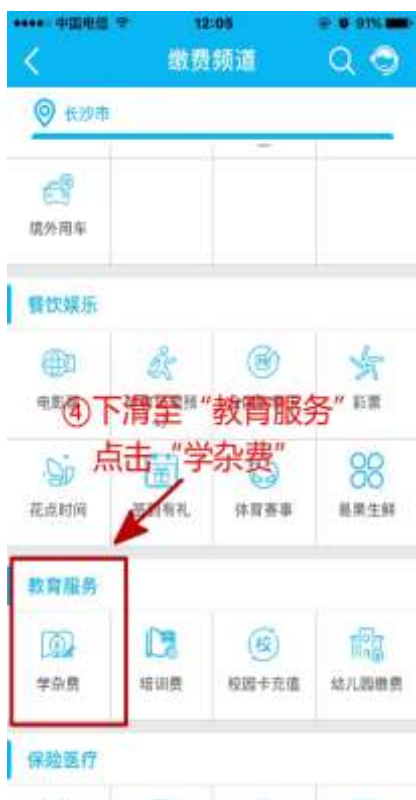 中国电信
12:05
91%
缴费频道
长沙市
境外用车
餐饮娱乐
④下滑至“教育服务”
点击“学杂费”
彩票
花点时间
体育赛事
易果生鲜
教育服务
学杂费
培训费
校园卡充值
幼儿园缴费
保险医疗